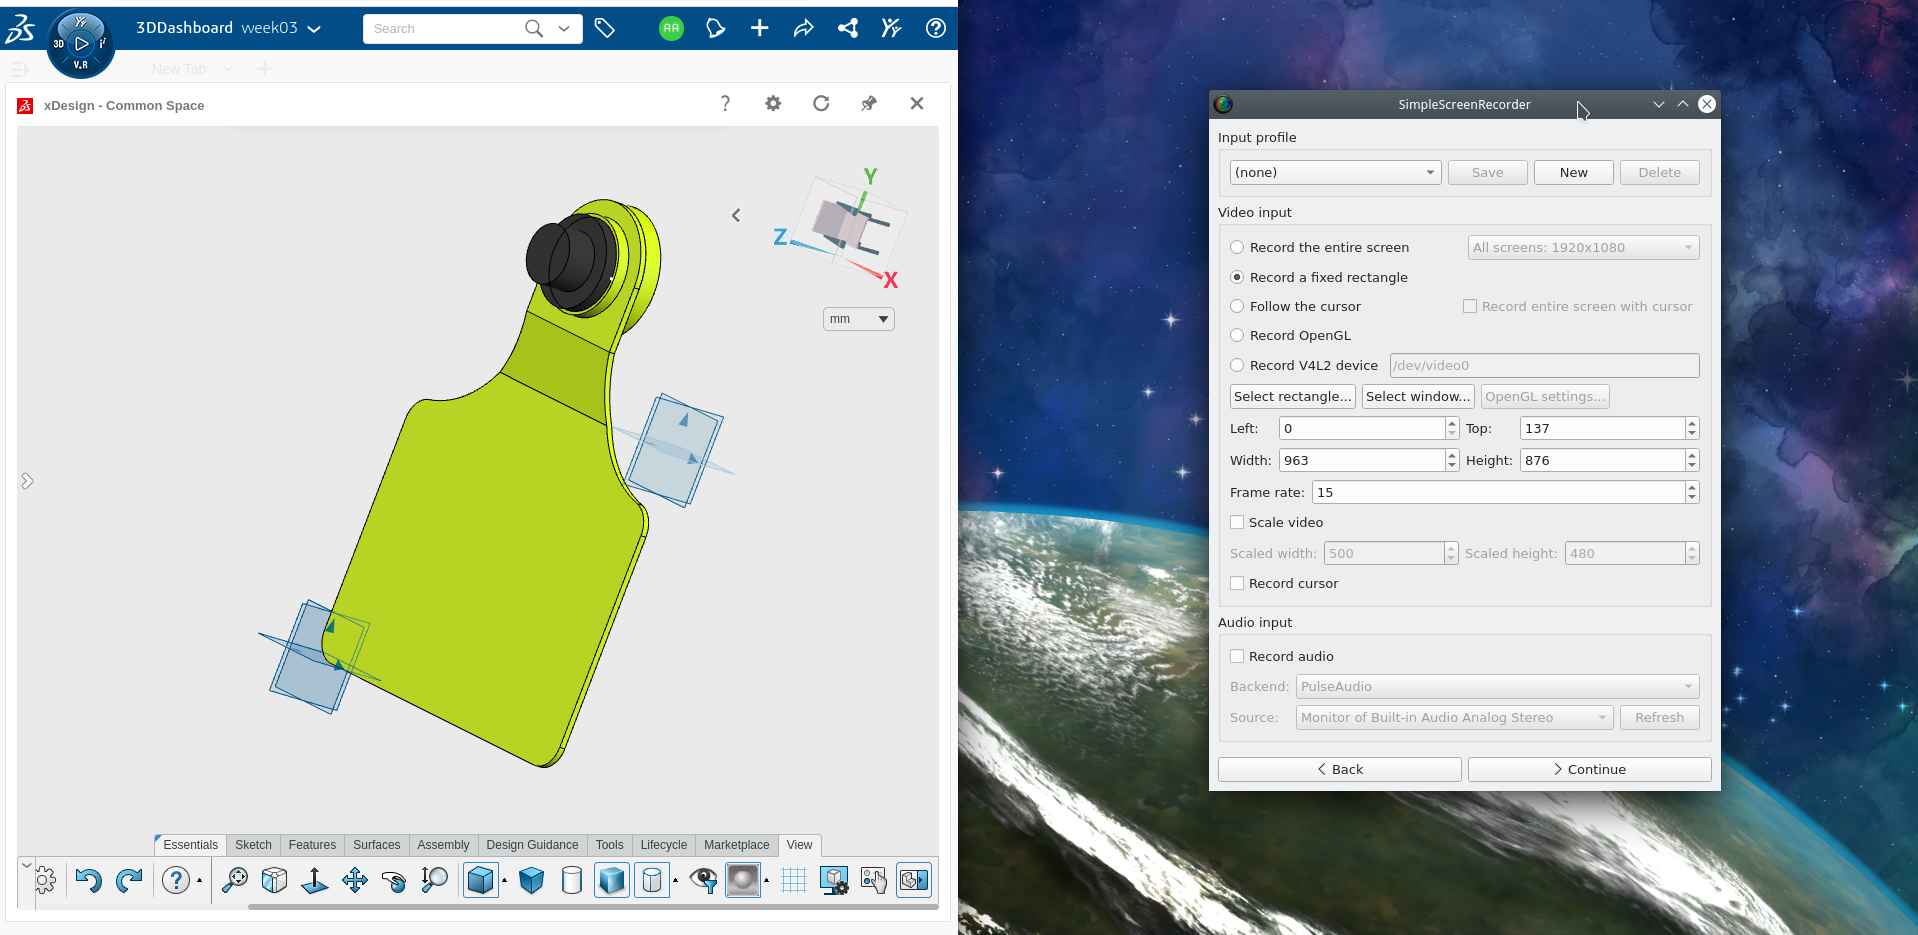 3DDashboard week03
Search
RR
3D
V.R
New Tab
xDesign - Common Space
?
Y
Z
X
mm
Essentials
Sketch
Features
Surfaces
Assembly
Design Guidance
Tools
Lifecycle
Marketplace
View
SimpleScreenRecorder
Input profile
(none)
Save
New
Delete
Video input
Record the entire screen
All screens: 1920x1080
Record a fixed rectangle
Follow the cursor
Record entire screen with cursor
Record OpenGL
Record V4L2 device
/dev/video0
Select rectangle...
Select window...
OpenGL settings...
Left: 0
Top: 137
Width: 963
Height: 876
Frame rate: 15
Scale video
Scaled width: 500
Scaled height: 480
Record cursor
Audio input
Record audio
Backend: PulseAudio
Source: Monitor of Built-in Audio Analog Stereo
Refresh
Back
Continue